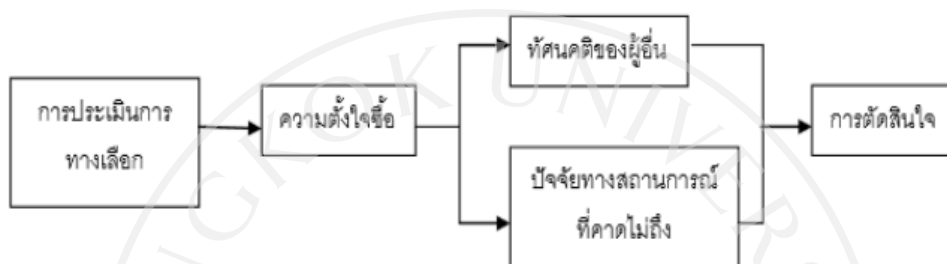 ทัศนคติของผู้อื่น
การประเมินการ
ทางเลือก
ความตั้งใจซื้อ
การตัดสินใจ
ปัจจัยทางสถานการณ์
ที่คาดไม่ถึง
NGKOK UNIVER